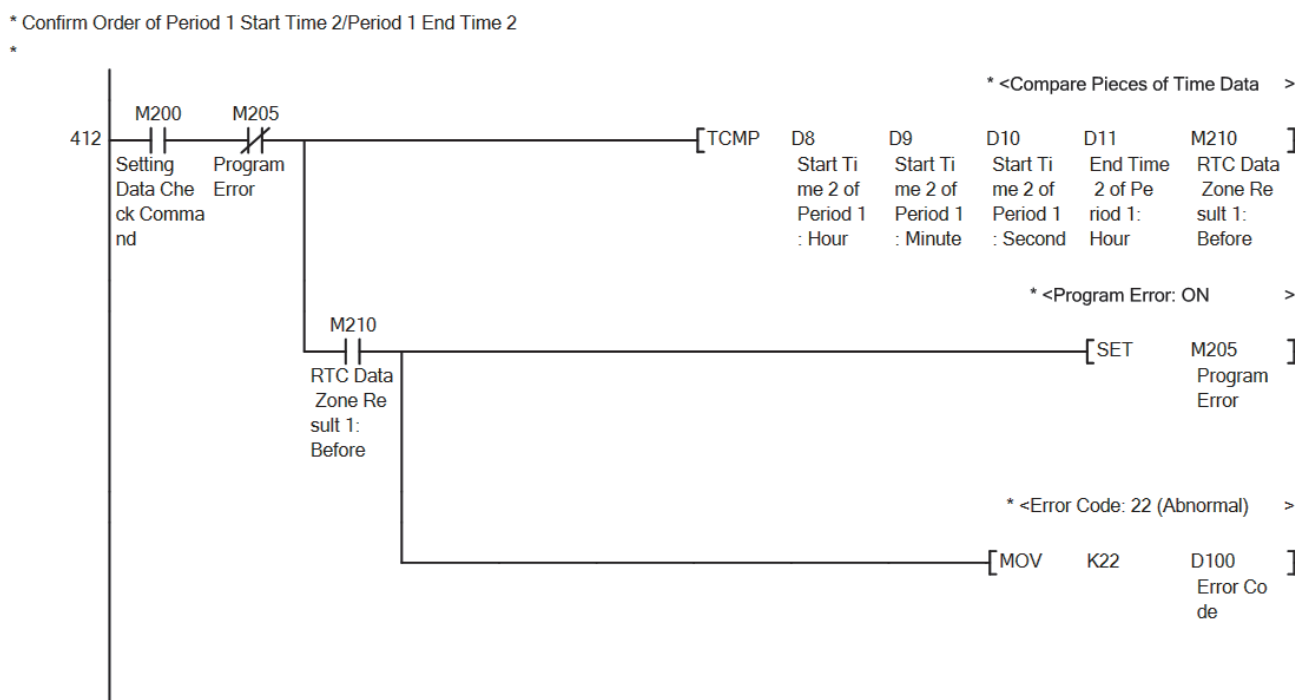 * Confirm Order of Period 1 Start Time 2/Period 1 End Time 2
*
* <Compare Pieces of Time Data >
M200 M205
412 [TCMP D8 D9 D10 D11 M210 ]
Setting Program Start Ti Start Ti Start Ti End Time RTC Data
Data Che Error me 2 of me 2 of me 2 of 2 of Pe Zone Re
ck Comma Period 1 Period 1 Period 1 riod 1: sult 1:
nd : Hour : Minute : Second Hour Before
* <Program Error: ON >
M210
[SET M205 ]
RTC Data Program
Zone Re Error
sult 1:
Before
* <Error Code: 22 (Abnormal) >
[MOV K22 D100 ]
Error Co
de